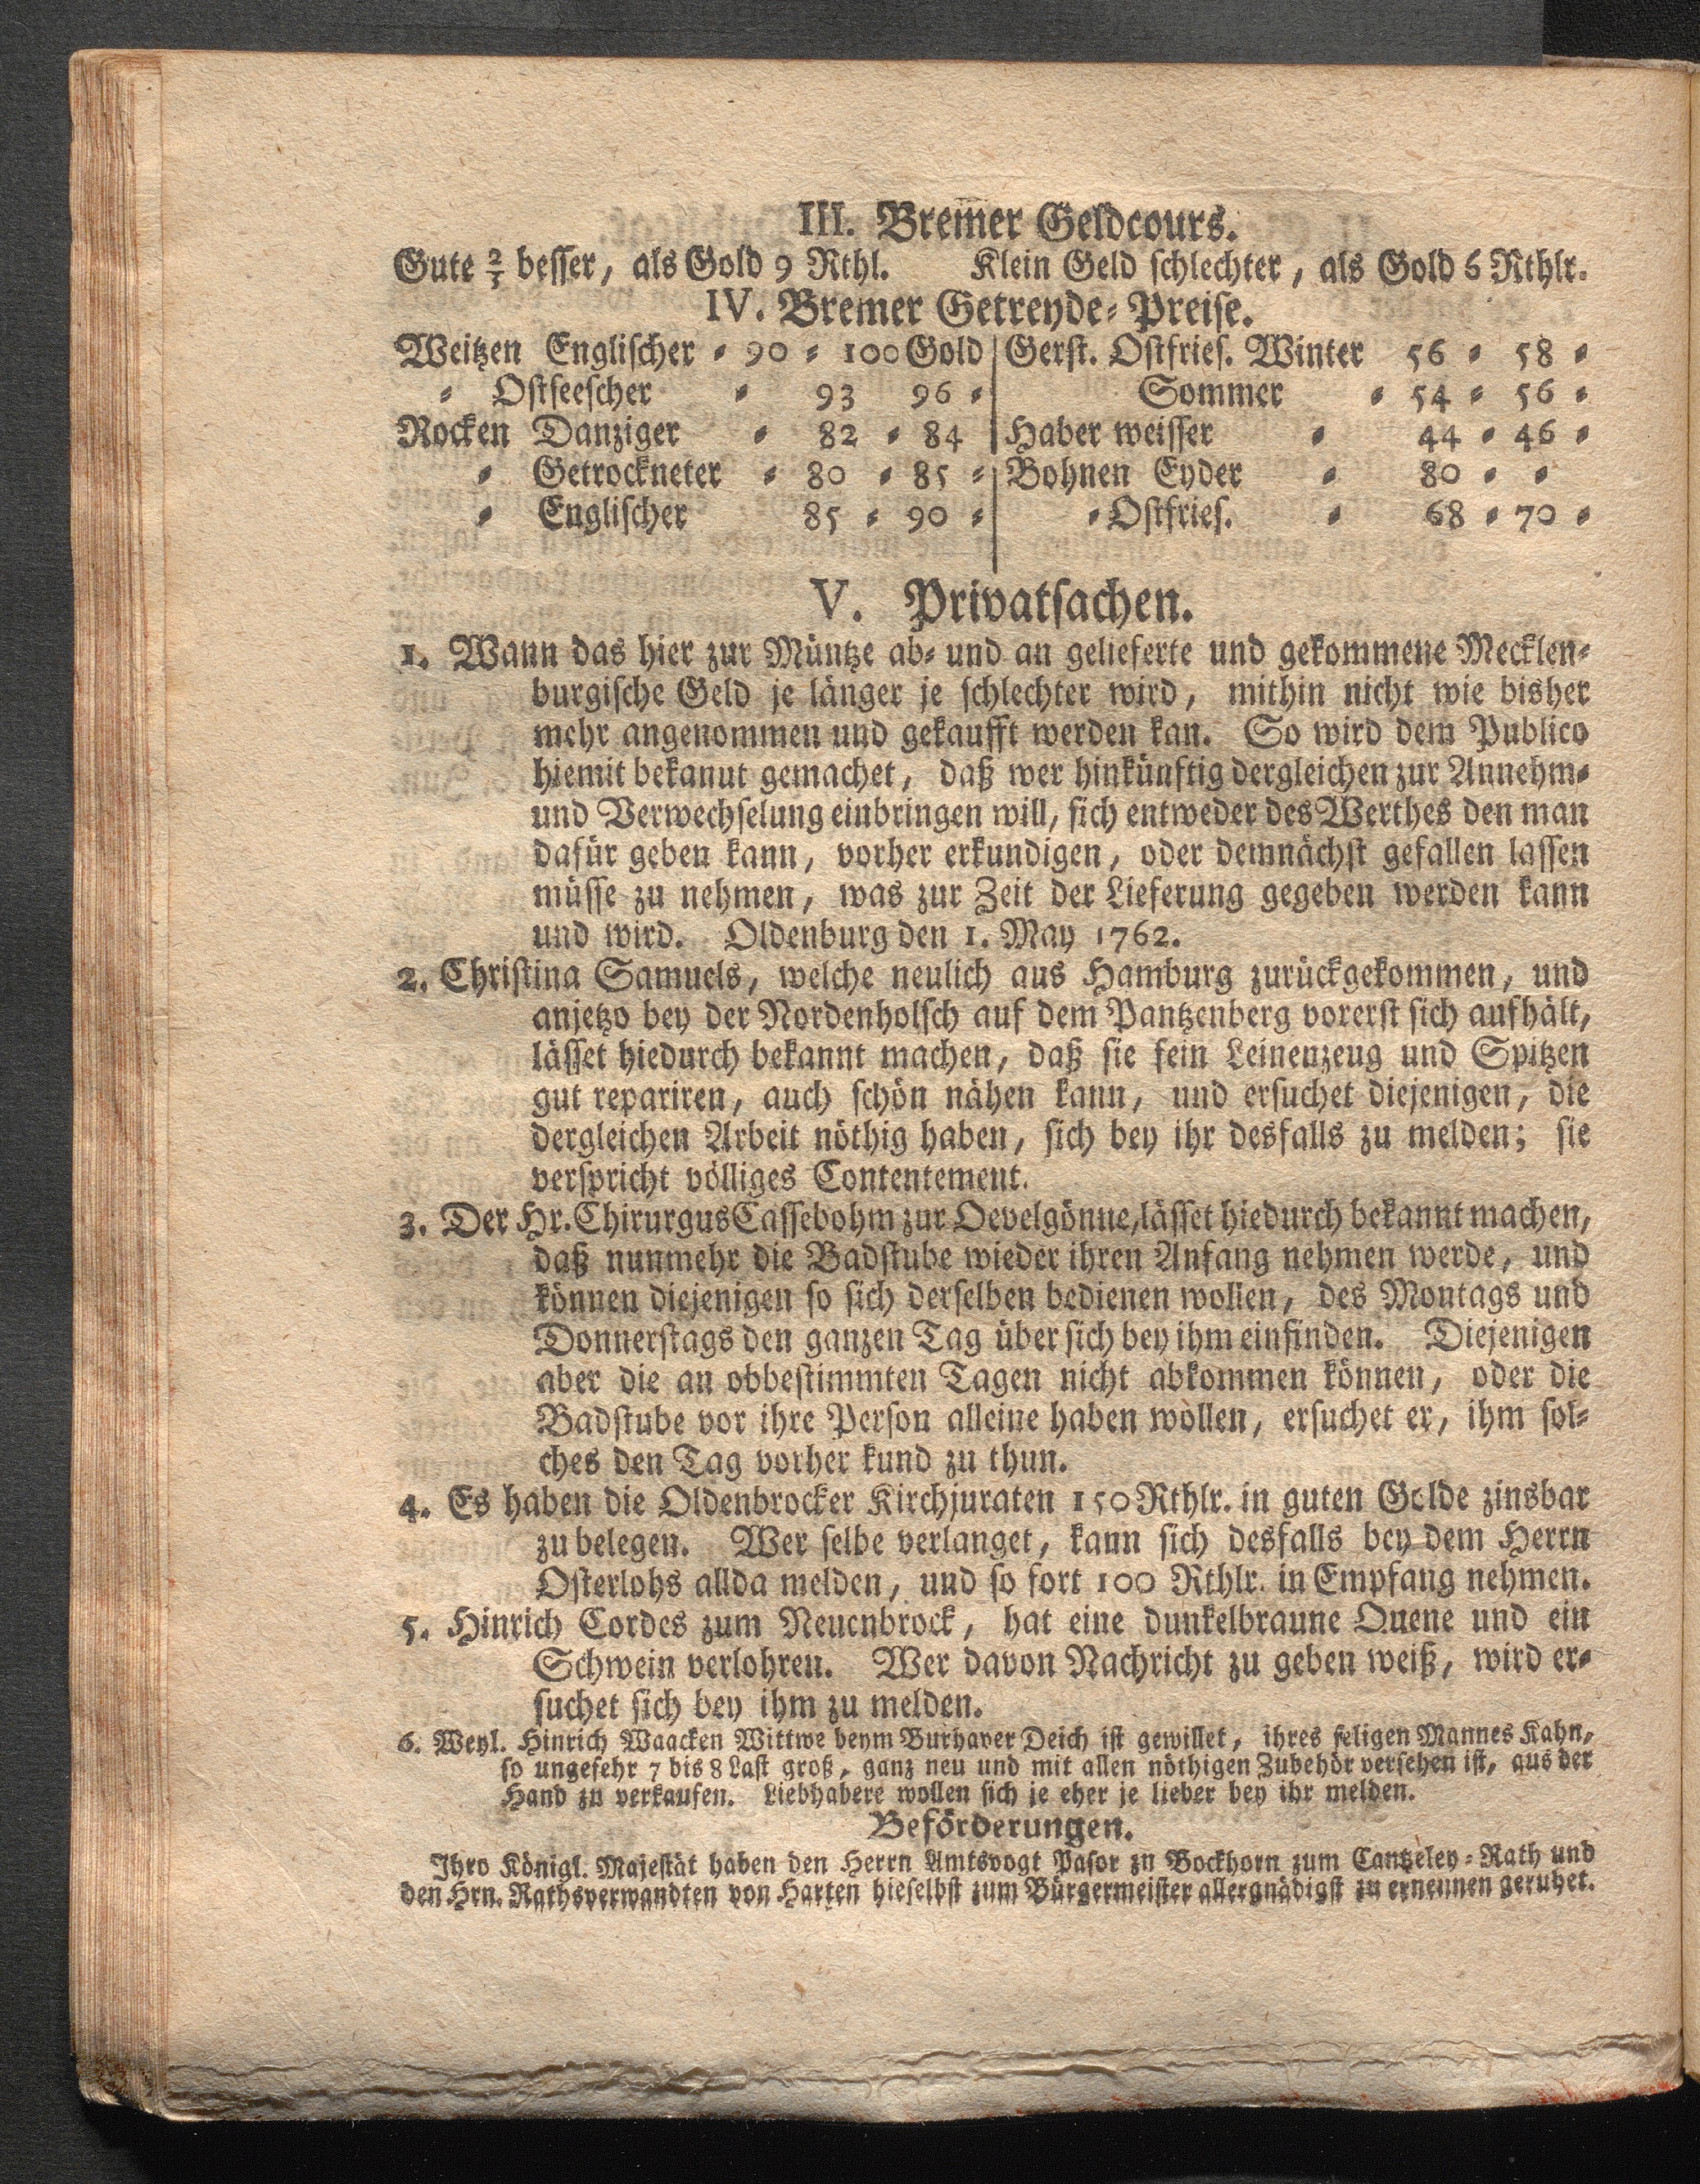 III. Bremer Geldcours.
Gute 2/3 besser, als Gold 9 Rthl. Klein Geld schlechter, als Gold 6 Rthlr.
IV. Bremer Getreyde-Preise.
Weitzen Englischer - 90 - 100 Gold | Gerst. Ostfries. Winter 56 - 58 -
- Ostseescher - 93 96 - | Sommer - 54 - 56 -
Rocken Danziger - 82 - 84 | Haber weisser - 44 - 46 -
- Getrockneter - 80 - 85 - | Bohnen Eyder - 80 - -
- Englischer 85 - 90 - | - Ostfries. - 68 - 70 -
V. Privatsachen.
1. Wann das hier zur Müntze ab- und an gelieferte und gekommene Mecklen-
burgische Geld je länger je schlechter wird, mithin nicht wie bisher
mehr angenommen und gekaufft werden kan. So wird dem Publico
hiemit bekanut gemachet, daß wer hinkünftig dergleichen zur Annehm-
und Verwechselung einbringen will, sich entweder des Werthes den man
dafür geben kann, vorher erkundigen, oder demnächst gefallen lassen
müsse zu nehmen, was zur Zeit der Lieferung gegeben werden kann
und wird. Oldenburg den 1. May 1762.
2. Christina Samuels, welche neulich aus Hamburg zurückgekommen, und
anjetzo bey der Nordenholsch auf dem Pantzenberg vorerst sich aufhält,
lässet hiedurch bekannt machen, daß sie fein Leinenzeug und Spitzen
gut repariren, auch schön nähen kann, und ersuchet diejenigen, die
dergleichen Arbeit nöthig haben, sich bey ihr desfalls zu melden; sie
verspricht völliges Contentement.
3. Der Hr. Chirurgus Cassebohm zur Oevelgönne, lässet hiedurch bekannt machen,
daß nunmehr die Badstube wieder ihren Anfang nehmen werde, und
können diejenigen so sich derselben bedienen wollen, des Montags und
Donnerstags den ganzen Tag über sich bey ihm einfinden. Diejenigen
aber die an obbestimmten Tagen nicht abkommen können, oder die
Badstube vor ihre Person alleine haben wollen, ersuchet er, ihm sol-
ches den Tag vorher kund zu thun.
4. Es haben die Oldenbrocker Kirchjuraten 150 Rthlr. in guten Golde zinsbar
zu belegen. Wer selbe verlanget, kann sich desfalls bey dem Herrn
Osterlohs allda melden, und so fort 100 Rthlr. in Empfang nehmen.
5. Hinrich Cordes zum Neuenbrock, hat eine dunkelbraune Quene und ein
Schwein verlohren. Wer davon Nachricht zu geben weiß, wird er-
suchet sich bey ihm zu melden.
6. Weyl. Hinrich Waacken Wittwe beym Burhaver Deich ist gewillet, ihres seligen Mannes Kahn,
so ungefehr 7 bis 8 Last groß, ganz neu und mit allen nöthigen Zubehör versehen ist, aus der
Hand zu verkaufen. Liebhabere wollen sich je eher je lieber bey ihr melden.
Beförderungen.
Ihro Königl. Majestät haben den Herrn Amtsvogt Pasor zu Bockhorn zum Cantzeley-Rath und
den Hrn. Rathsverwandten von Harten hieselbst zum Bürgermeister allergnädigst zu ernennen geruhet.